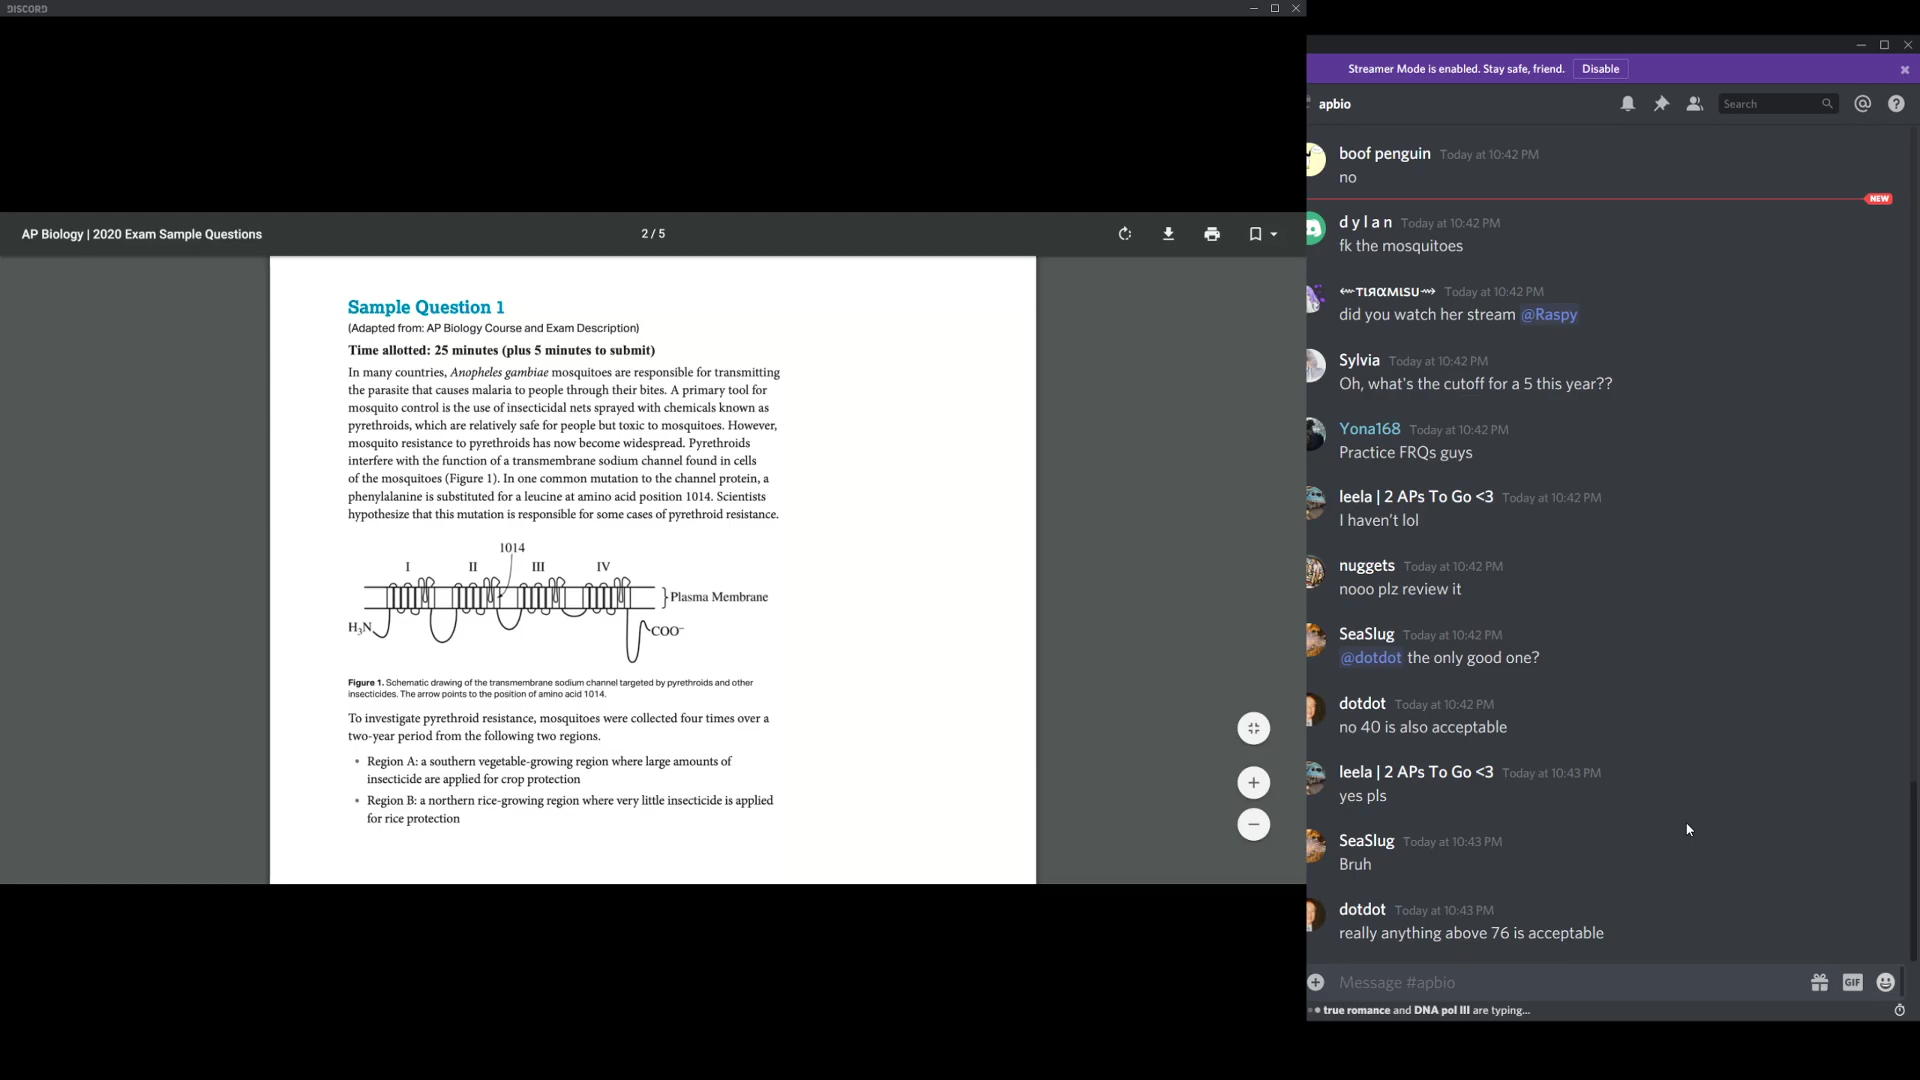 DISCORD
AP Biology | 2020 Exam Sample Questions
2 / 5
Sample Question 1
(Adapted from: AP Biology Course and Exam Description)
Time allotted: 25 minutes (plus 5 minutes to submit)
In many countries, Anopheles gambiae mosquitoes are responsible for transmitting
the parasite that causes malaria to people through their bites. A primary tool for
mosquito control is the use of insecticidal nets sprayed with chemicals known as
pyrethroids, which are relatively safe for people but toxic to mosquitoes. However,
mosquito resistance to pyrethroids has now become widespread. Pyrethroids
interfere with the function of a transmembrane sodium channel found in cells
of the mosquitoes (Figure 1). In one common mutation to the channel protein, a
phenylalanine is substituted for a leucine at amino acid position 1014. Scientists
hypothesize that this mutation is responsible for some cases of pyrethroid resistance.
1014
I II III IV
Plasma Membrane
H₃N
COO⁻
Figure 1. Schematic drawing of the transmembrane sodium channel targeted by pyrethroids and other
insecticides. The arrow points to the position of amino acid 1014.
To investigate pyrethroid resistance, mosquitoes were collected four times over a
two-year period from the following two regions.
• Region A: a southern vegetable-growing region where large amounts of
insecticide are applied for crop protection
• Region B: a northern rice-growing region where very little insecticide is applied
for rice protection
Streamer Mode is enabled. Stay safe, friend. Disable
apbio
Search
boof penguin Today at 10:42 PM
no
NEW
d y l a n Today at 10:42 PM
fk the mosquitoes
⬳τιяαмιѕυ⟿ Today at 10:42 PM
did you watch her stream @Raspy
Sylvia Today at 10:42 PM
Oh, what's the cutoff for a 5 this year??
Yona168 Today at 10:42 PM
Practice FRQs guys
leela | 2 APs To Go <3 Today at 10:42 PM
I haven't lol
nuggets Today at 10:42 PM
nooo plz review it
SeaSlug Today at 10:42 PM
@dotdot the only good one?
dotdot Today at 10:42 PM
no 40 is also acceptable
leela | 2 APs To Go <3 Today at 10:43 PM
yes pls
SeaSlug Today at 10:43 PM
Bruh
dotdot Today at 10:43 PM
really anything above 76 is acceptable
Message #apbio
GIF
true romance and DNA pol III are typing...